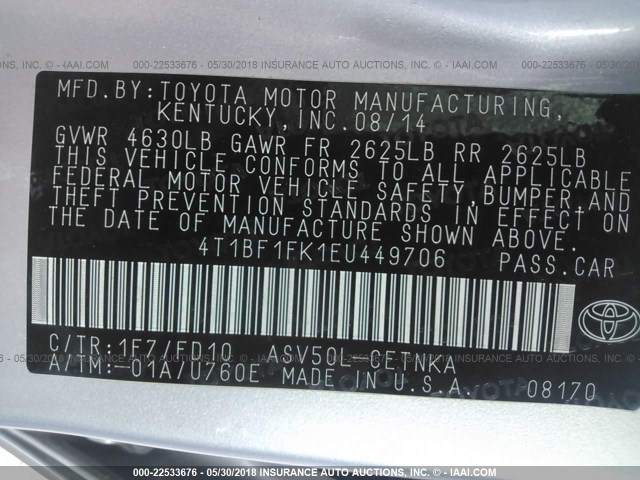 000-22533676 - 05/30/2018 INSURANCE AUTO AUCTIONS - © IAAI.COM
MFD.BY:TOYOTA MOTOR MANUFACTURING,
KENTUCKY, INC. 08/14
GVWR 4630LB GAWR FR 2625LB RR 2625LB
THIS VEHICLE CONFORMS TO ALL APPLICABLE
FEDERAL MOTOR VEHICLE SAFETY, BUMPER, AND
THEFT PREVENTION STANDARDS IN EFFECT ON
THE DATE OF MANUFACTURE SHOWN ABOVE.
4T1BF1FK1EU449706 PASS.CAR
C/TR:1F7/FD10 ASV50L-CETNKA
A/TM:-01A/U760E MADE IN U.S.A. 08170
000-22533676 - 05/30/2018 INSURANCE AUTO AUCTIONS - © IAAI.COM